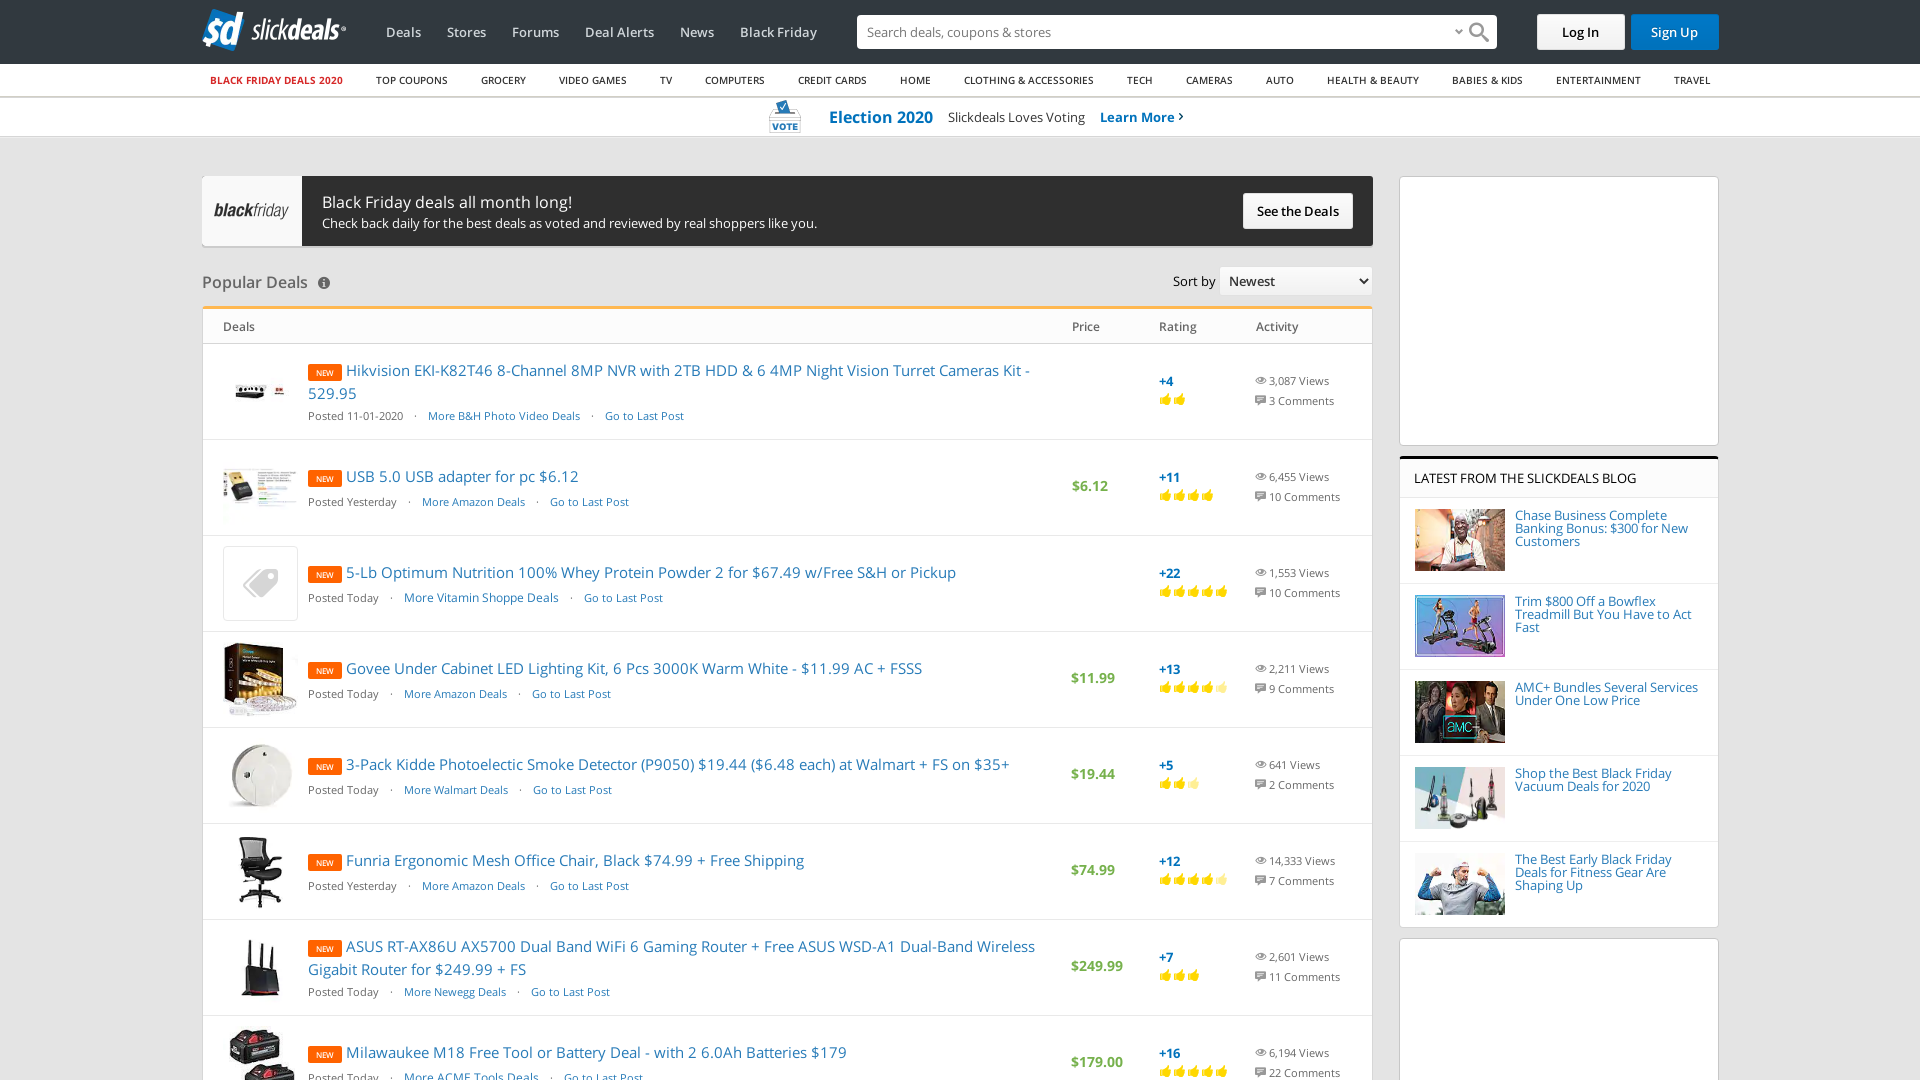 slickdeals
Deals
Stores
Forums
Deal Alerts
News
Black Friday
Search deals, coupons & stores
Log In
Sign Up
BLACK FRIDAY DEALS 2020
TOP COUPONS
GROCERY
VIDEO GAMES
TV
COMPUTERS
CREDIT CARDS
HOME
CLOTHING & ACCESSORIES
TECH
CAMERAS
AUTO
HEALTH & BEAUTY
BABIES & KIDS
ENTERTAINMENT
TRAVEL
VOTE
Election 2020
Slickdeals Loves Voting
Learn More
blackfriday
Black Friday deals all month long!
Check back daily for the best deals as voted and reviewed by real shoppers like you.
See the Deals
Popular Deals
Sort by
Newest
Deals
Price
Rating
Activity
NEW Hikvision EKI-K82T46 8-Channel 8MP NVR with 2TB HDD & 6 4MP Night Vision Turret Cameras Kit -
529.95
Posted 11-01-2020 · More B&H Photo Video Deals · Go to Last Post
+4
3,087 Views
3 Comments
NEW USB 5.0 USB adapter for pc $6.12
Posted Yesterday · More Amazon Deals · Go to Last Post
$6.12
+11
6,455 Views
10 Comments
NEW 5-Lb Optimum Nutrition 100% Whey Protein Powder 2 for $67.49 w/Free S&H or Pickup
Posted Today · More Vitamin Shoppe Deals · Go to Last Post
+22
1,553 Views
10 Comments
NEW Govee Under Cabinet LED Lighting Kit, 6 Pcs 3000K Warm White - $11.99 AC + FSSS
Posted Today · More Amazon Deals · Go to Last Post
$11.99
+13
2,211 Views
9 Comments
NEW 3-Pack Kidde Photoelectic Smoke Detector (P9050) $19.44 ($6.48 each) at Walmart + FS on $35+
Posted Today · More Walmart Deals · Go to Last Post
$19.44
+5
641 Views
2 Comments
NEW Funria Ergonomic Mesh Office Chair, Black $74.99 + Free Shipping
Posted Yesterday · More Amazon Deals · Go to Last Post
$74.99
+12
14,333 Views
7 Comments
NEW ASUS RT-AX86U AX5700 Dual Band WiFi 6 Gaming Router + Free ASUS WSD-A1 Dual-Band Wireless
Gigabit Router for $249.99 + FS
Posted Today · More Newegg Deals · Go to Last Post
$249.99
+7
2,601 Views
11 Comments
NEW Milawaukee M18 Free Tool or Battery Deal - with 2 6.0Ah Batteries $179
Posted Today · More ACME Tools Deals · Go to Last Post
$179.00
+16
6,194 Views
22 Comments
LATEST FROM THE SLICKDEALS BLOG
Chase Business Complete
Banking Bonus: $300 for New
Customers
Trim $800 Off a Bowflex
Treadmill But You Have to Act
Fast
aMC+
AMC+ Bundles Several Services
Under One Low Price
Shop the Best Black Friday
Vacuum Deals for 2020
The Best Early Black Friday
Deals for Fitness Gear Are
Shaping Up